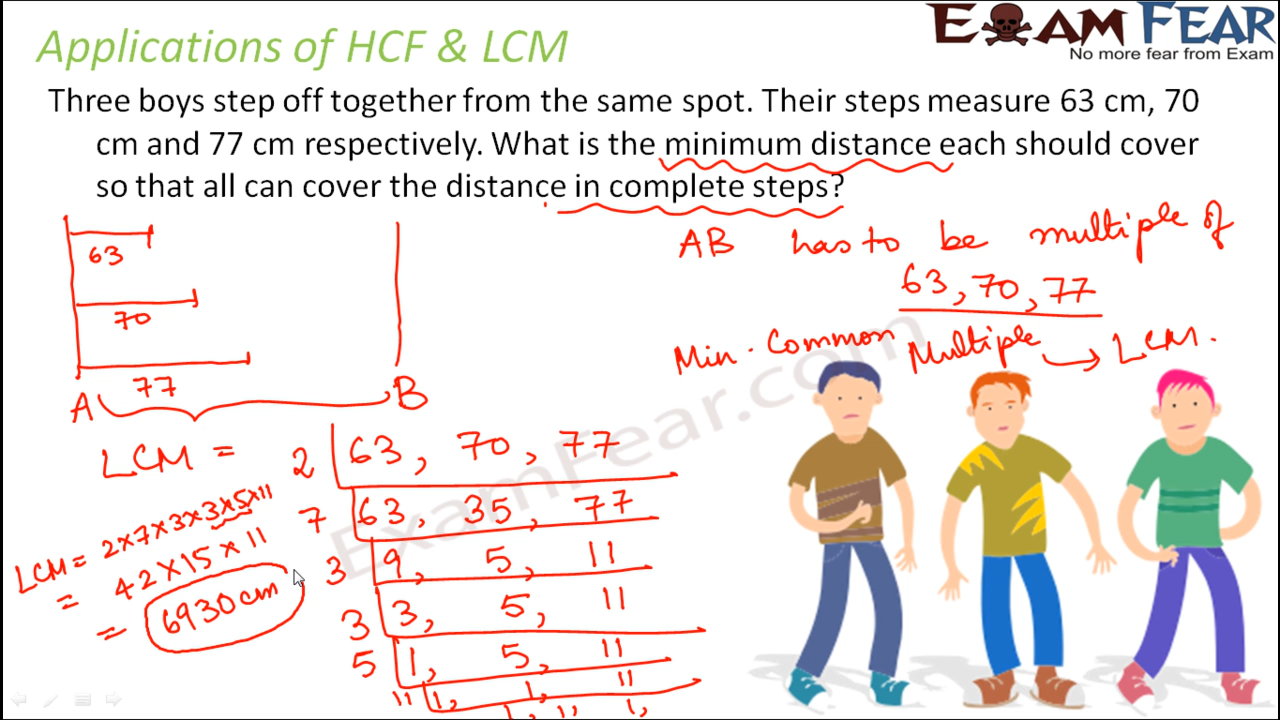 Applications of HCF & LCM
EXAM FEAR
No more fear from Exam
Three boys step off together from the same spot. Their steps measure 63 cm, 70
cm and 77 cm respectively. What is the minimum distance each should cover
so that all can cover the distance in complete steps?
63
70
77
A B
AB has to be multiple of
63, 70, 77
Min. Common Multiple → LCM.
LCM = 2 63, 70, 77
7 63, 35, 77
3 9, 5, 11
3 3, 5, 11
5 1, 5, 11
11 1, 1, 11
1, 11 1,
LCM = 2×7×3×3×5×11
= 42×15×11
= 6930cm
ExamFear.com